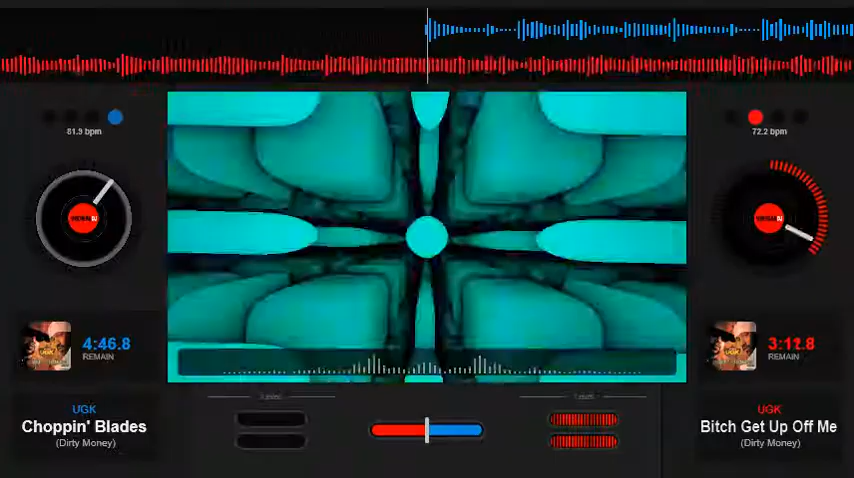 81.9 bpm
72.2 bpm
4:46.8
REMAIN
3:11.8
REMAIN
UGK
Choppin' Blades
(Dirty Money)
UGK
Bitch Get Up Off Me
(Dirty Money)